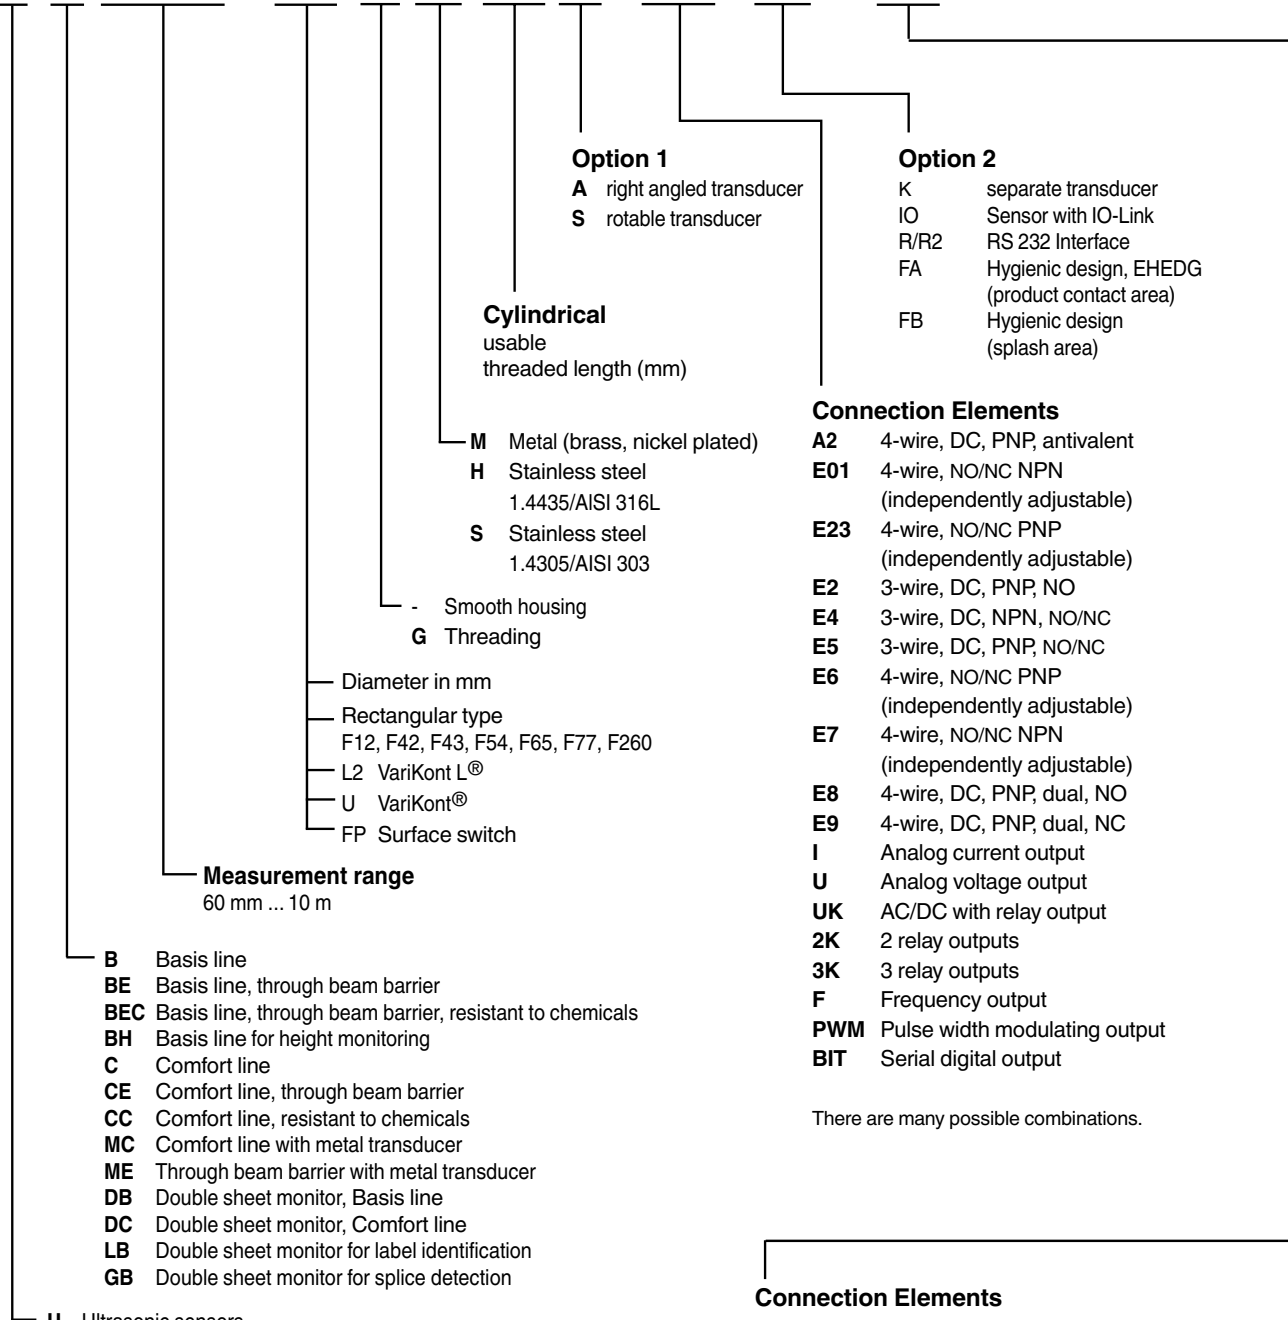 Option 1
A right angled transducer
S rotable transducer
Option 2
K separate transducer
IO Sensor with IO-Link
R/R2 RS 232 Interface
FA Hygienic design, EHEDG
(product contact area)
FB Hygienic design
(splash area)
Cylindrical
usable
threaded length (mm)
M Metal (brass, nickel plated)
H Stainless steel
1.4435/AISI 316L
S Stainless steel
1.4305/AISI 303
- Smooth housing
G Threading
Diameter in mm
Rectangular type
F12, F42, F43, F54, F65, F77, F260
L2 VariKont L®
U VariKont®
FP Surface switch
Measurement range
60 mm ... 10 m
B Basis line
BE Basis line, through beam barrier
BEC Basis line, through beam barrier, resistant to chemicals
BH Basis line for height monitoring
C Comfort line
CE Comfort line, through beam barrier
CC Comfort line, resistant to chemicals
MC Comfort line with metal transducer
ME Through beam barrier with metal transducer
DB Double sheet monitor, Basis line
DC Double sheet monitor, Comfort line
LB Double sheet monitor for label identification
GB Double sheet monitor for splice detection
U Ultrasonic sensors
Connection Elements
A2 4-wire, DC, PNP, antivalent
E01 4-wire, NO/NC NPN
(independently adjustable)
E23 4-wire, NO/NC PNP
(independently adjustable)
E2 3-wire, DC, PNP, NO
E4 3-wire, DC, NPN, NO/NC
E5 3-wire, DC, PNP, NO/NC
E6 4-wire, NO/NC PNP
(independently adjustable)
E7 4-wire, NO/NC NPN
(independently adjustable)
E8 4-wire, DC, PNP, dual, NO
E9 4-wire, DC, PNP, dual, NC
I Analog current output
U Analog voltage output
UK AC/DC with relay output
2K 2 relay outputs
3K 3 relay outputs
F Frequency output
PWM Pulse width modulating output
BIT Serial digital output
There are many possible combinations.
Connection Elements